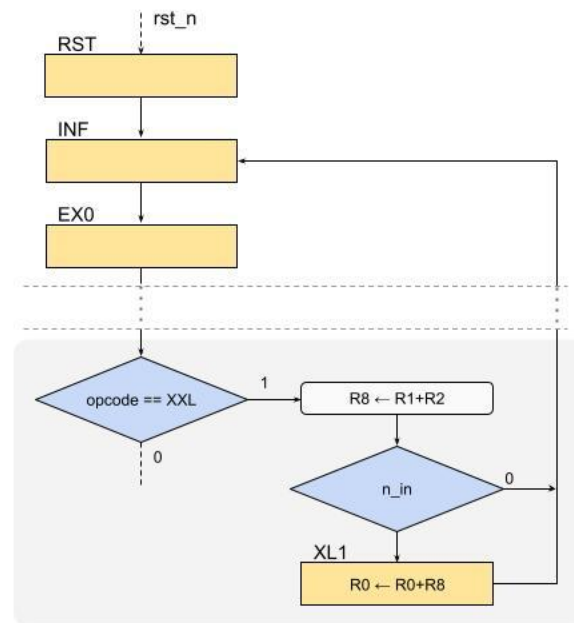 rst_n
RST
INF
EX0
opcode == XXL
1
R8 ← R1+R2
0
n_in
0
XL1
R0 ← R0+R8